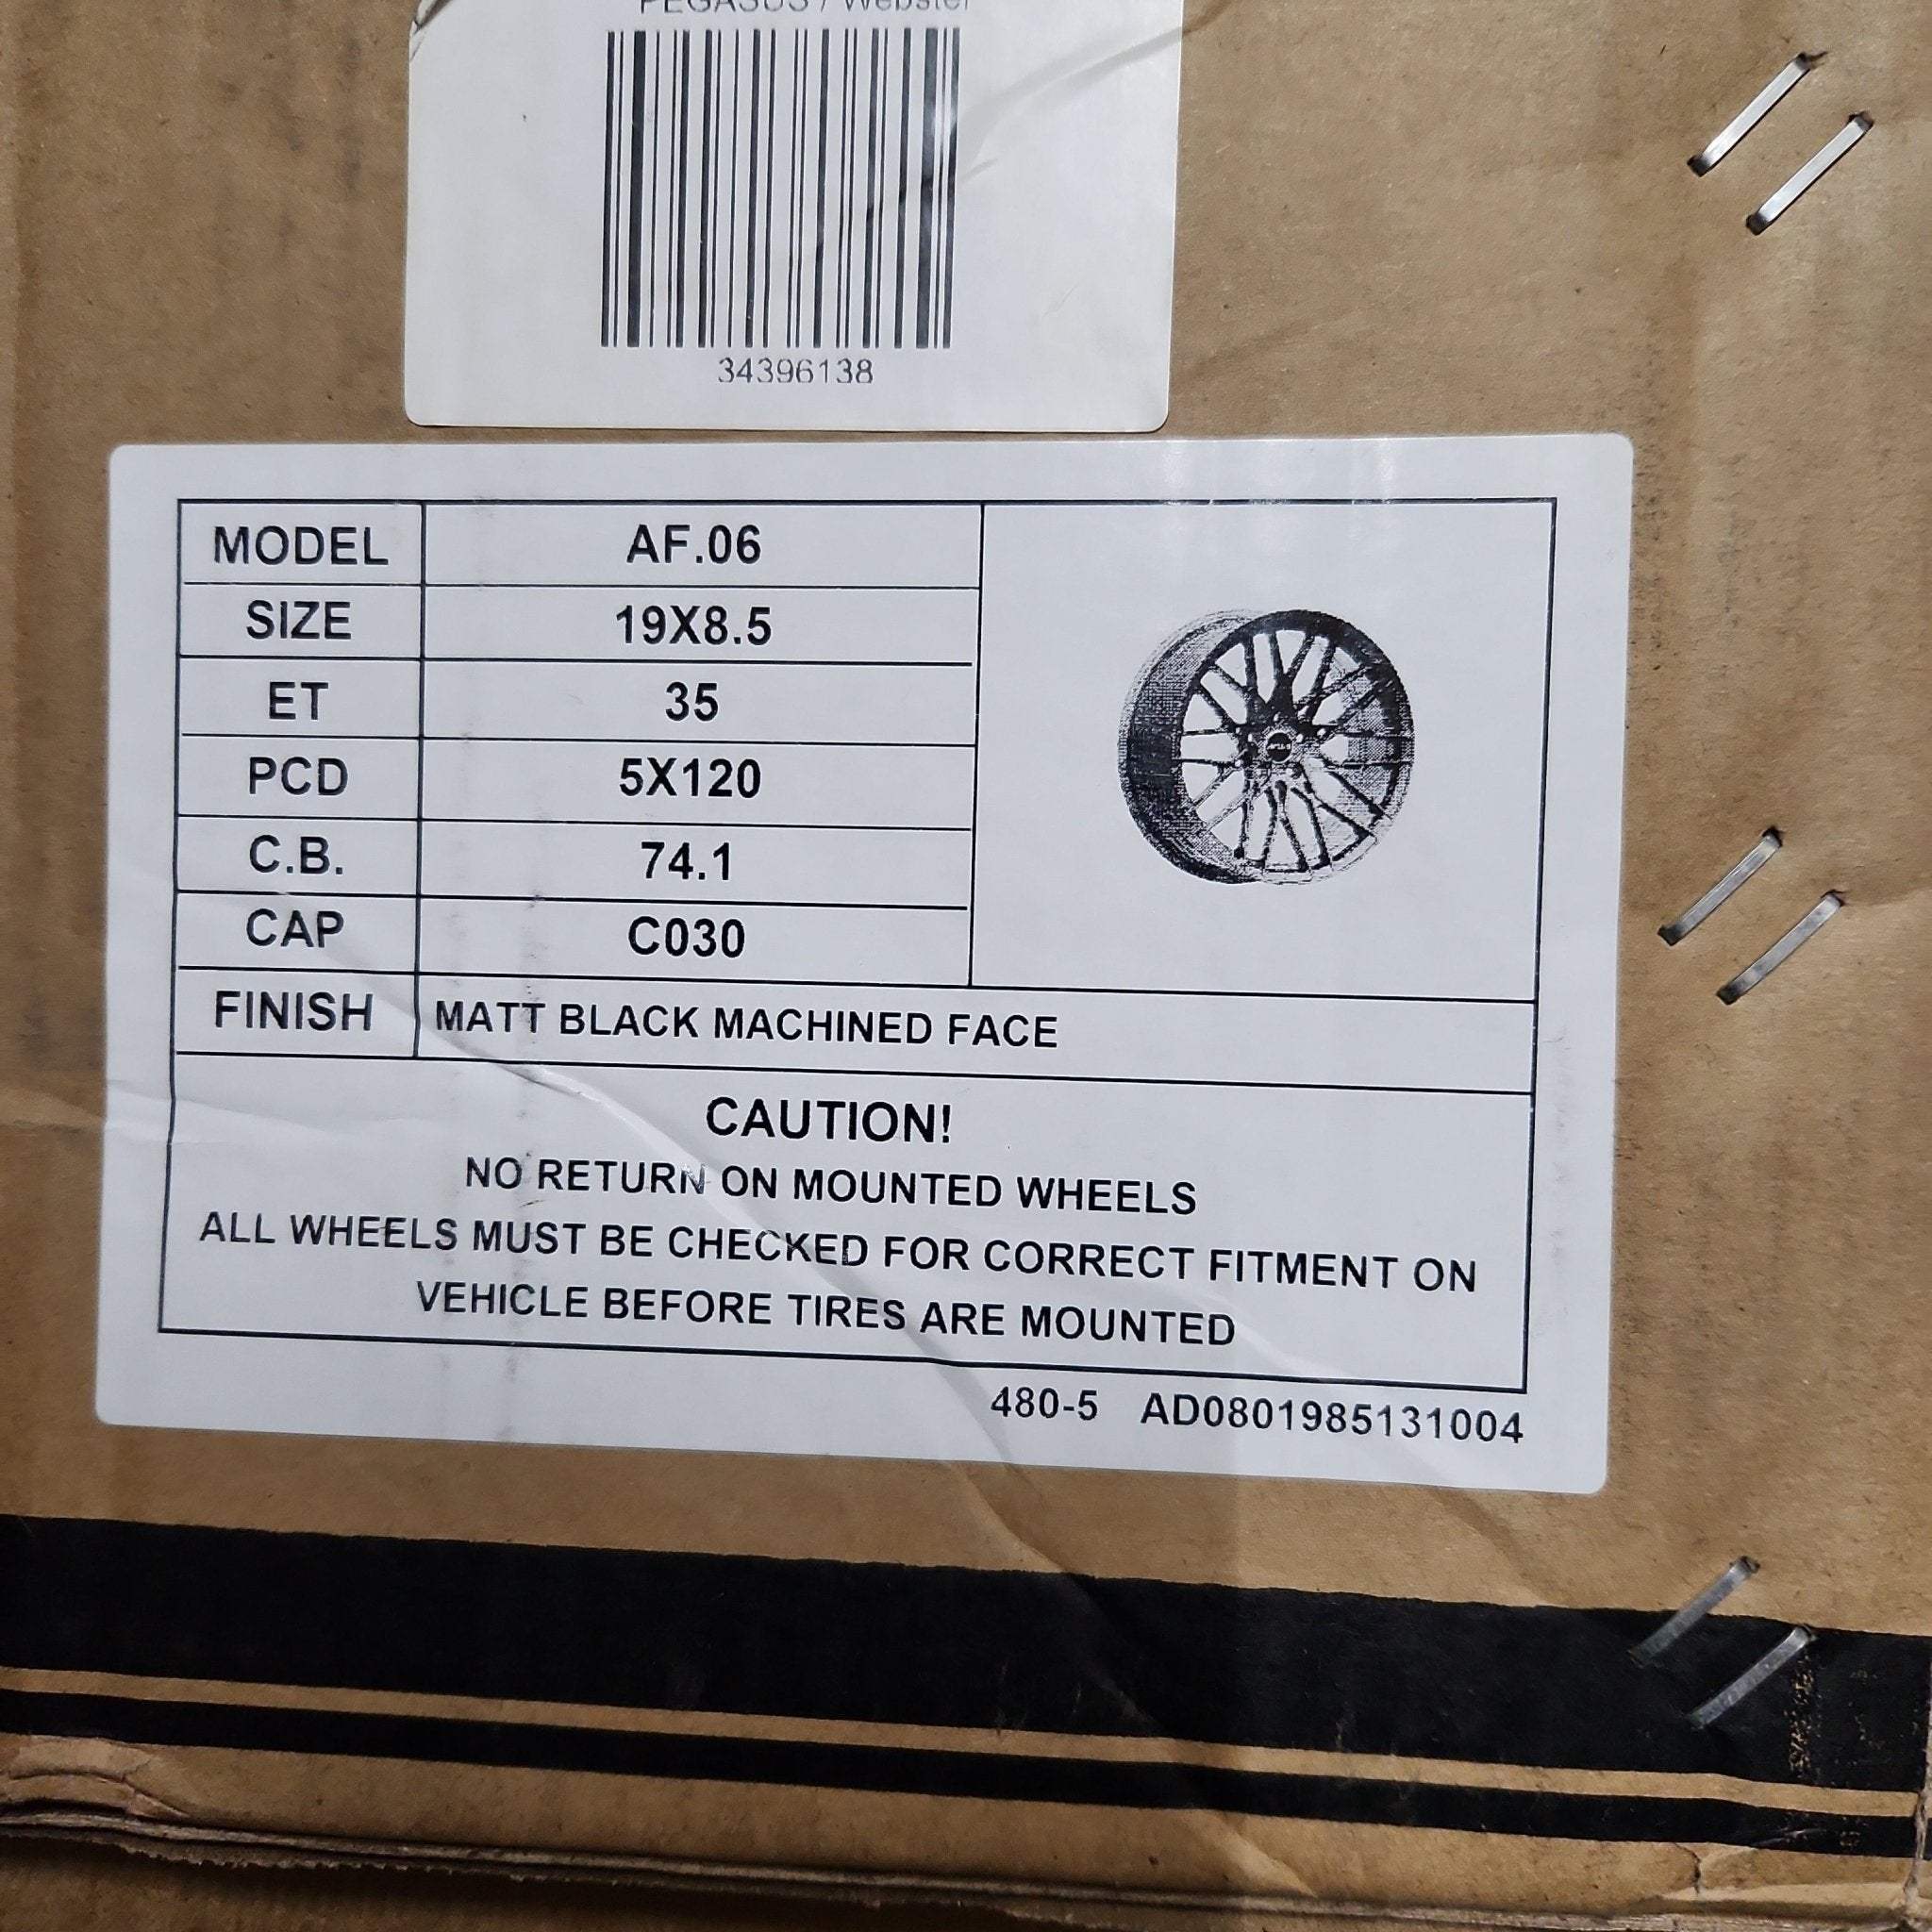 PEGASUS / Webster
34396138
MODEL AF.06
SIZE 19X8.5
ET 35
PCD 5X120
C.B. 74.1
CAP C030
FINISH MATT BLACK MACHINED FACE
CAUTION!
NO RETURN ON MOUNTED WHEELS
ALL WHEELS MUST BE CHECKED FOR CORRECT FITMENT ON
VEHICLE BEFORE TIRES ARE MOUNTED
480-5 AD0801985131004